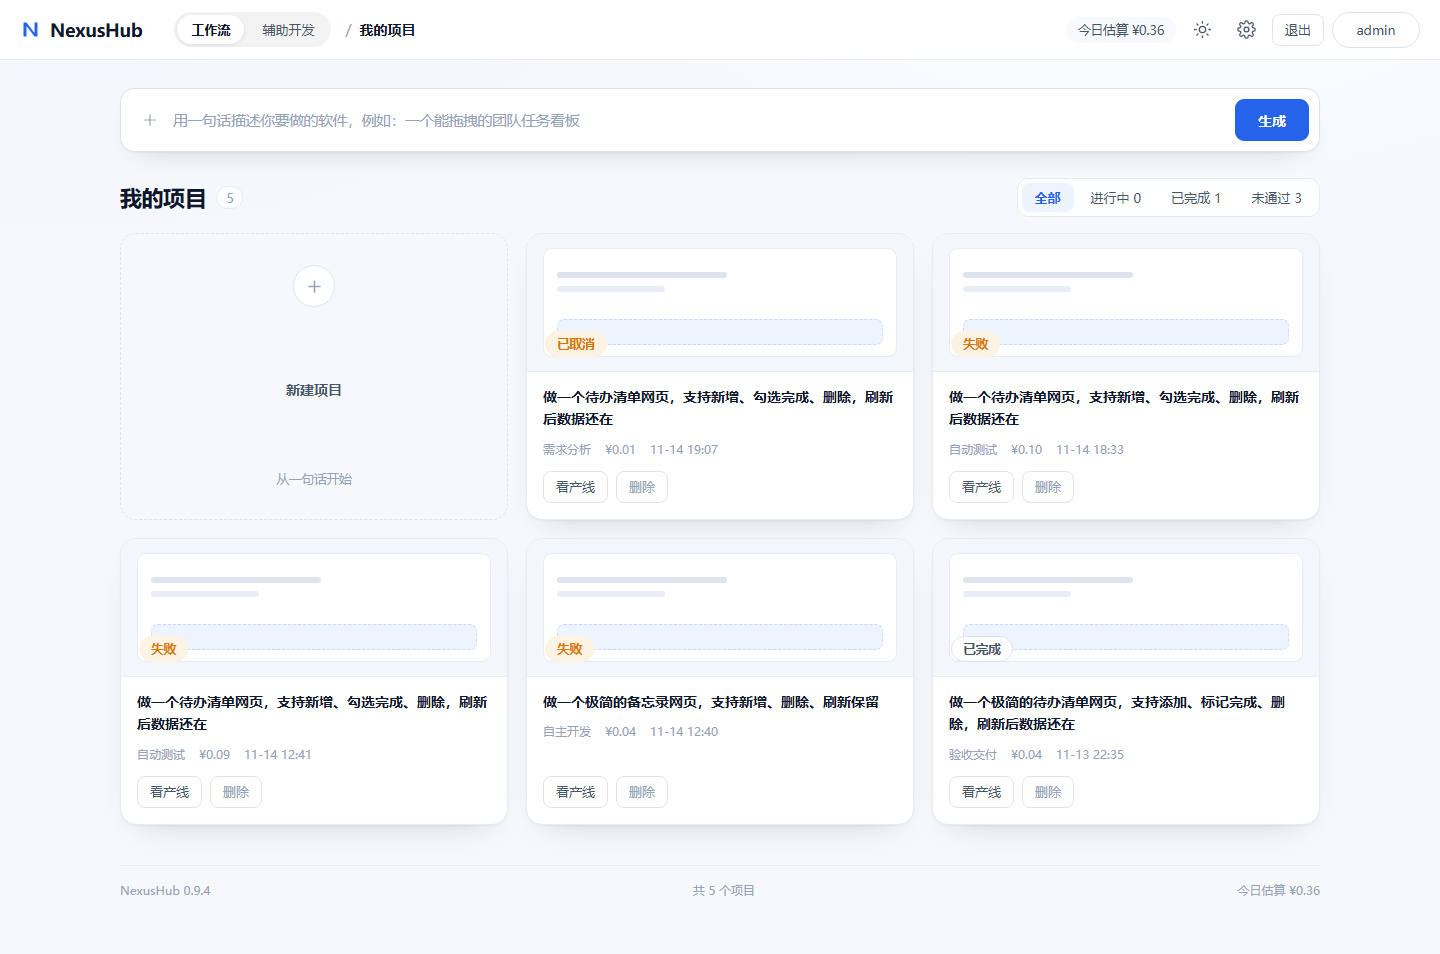 NexusHub 工作流 辅助开发 / 我的项目 今日估算 ¥0.36 退出 admin
+ 用一句话描述你要做的软件，例如：一个能拖拽的团队任务看板 生成
我的项目 5 全部 进行中 0 已完成 1 未通过 3
新建项目
从一句话开始
已取消
做一个待办清单网页，支持新增、勾选完成、删除，刷新
后数据还在
需求分析 ¥0.01 11-14 19:07
看产线 删除
失败
做一个待办清单网页，支持新增、勾选完成、删除，刷新
后数据还在
自动测试 ¥0.10 11-14 18:33
看产线 删除
失败
做一个待办清单网页，支持新增、勾选完成、删除，刷新
后数据还在
自动测试 ¥0.09 11-14 12:41
看产线 删除
失败
做一个极简的备忘录网页，支持新增、删除、刷新保留
自主开发 ¥0.04 11-14 12:40
看产线 删除
已完成
做一个极简的待办清单网页，支持添加、标记完成、删
除，刷新后数据还在
验收交付 ¥0.04 11-13 22:35
看产线 删除
NexusHub 0.9.4 共 5 个项目 今日估算 ¥0.36